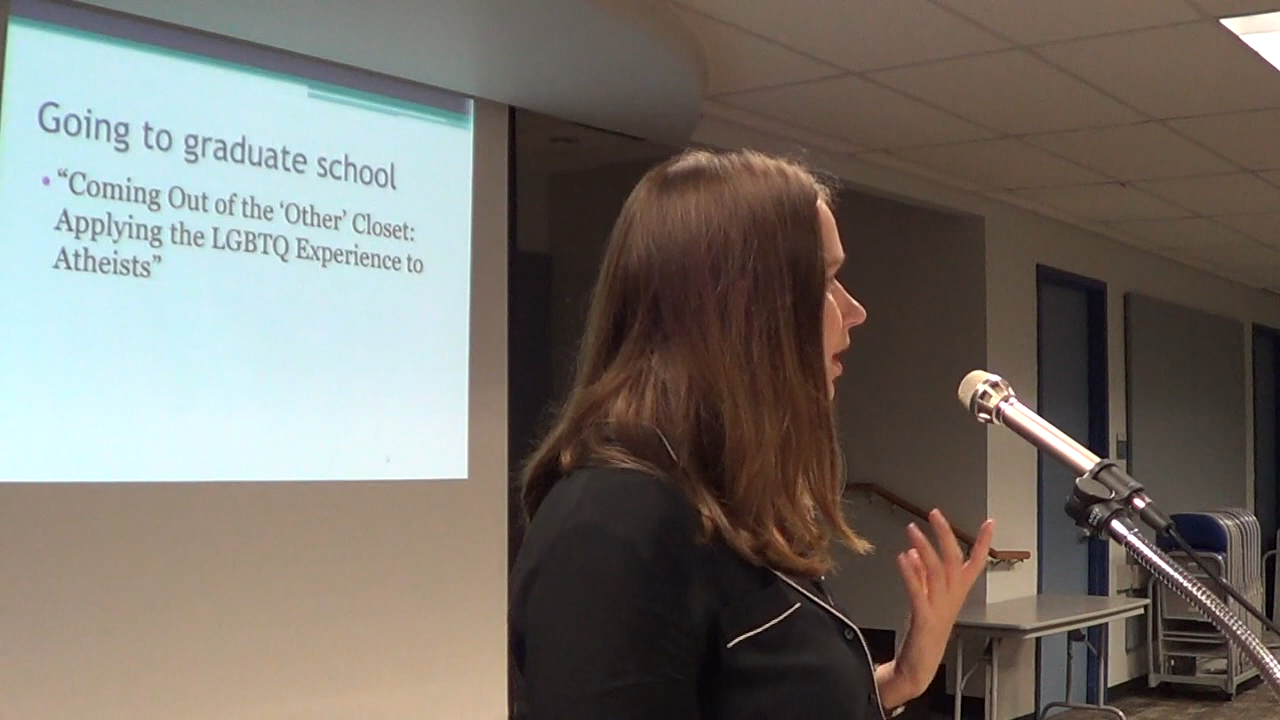 Going to graduate school
• “Coming Out of the ‘Other’ Closet:
Applying the LGBTQ Experience to
Atheists”